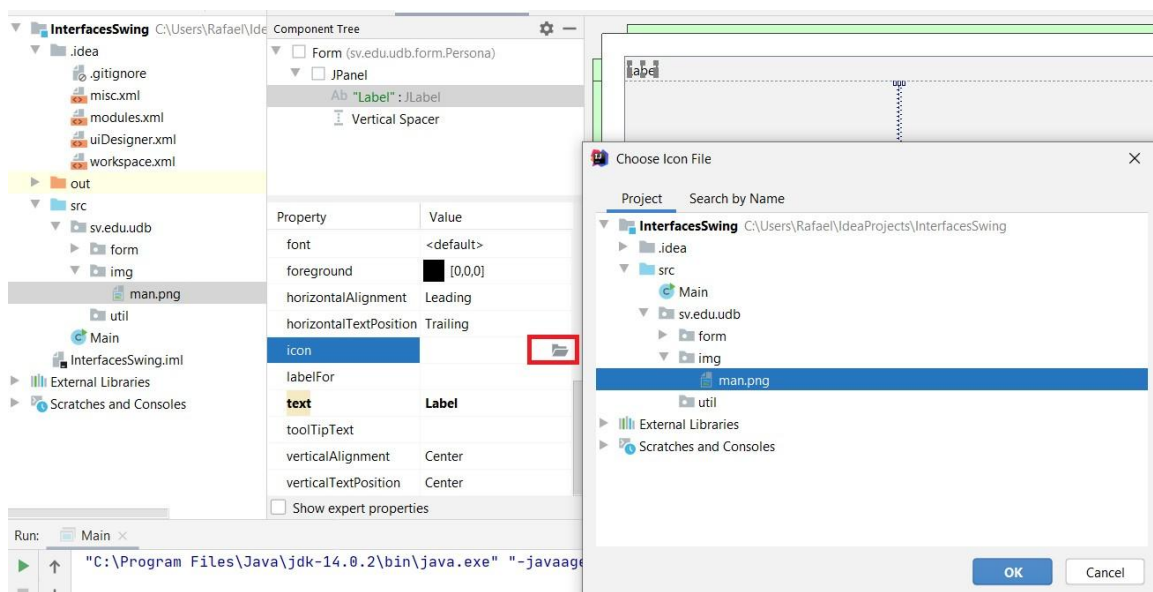 InterfacesSwing C:\Users\Rafael\Ide
.idea
.gitignore
misc.xml
modules.xml
uiDesigner.xml
workspace.xml
out
src
sv.edu.udb
form
img
man.png
util
Main
InterfacesSwing.iml
External Libraries
Scratches and Consoles
Component Tree
Form (sv.edu.udb.form.Persona)
JPanel
Ab "Label" : JLabel
Vertical Spacer
Property Value
font <default>
foreground [0,0,0]
horizontalAlignment Leading
horizontalTextPosition Trailing
icon
labelFor
text Label
toolTipText
verticalAlignment Center
verticalTextPosition Center
Show expert properties
Label
Choose Icon File
Project Search by Name
InterfacesSwing C:\Users\Rafael\IdeaProjects\InterfacesSwing
.idea
src
Main
sv.edu.udb
form
img
man.png
util
External Libraries
Scratches and Consoles
OK Cancel
Run: Main
"C:\Program Files\Java\jdk-14.0.2\bin\java.exe" "-javaage